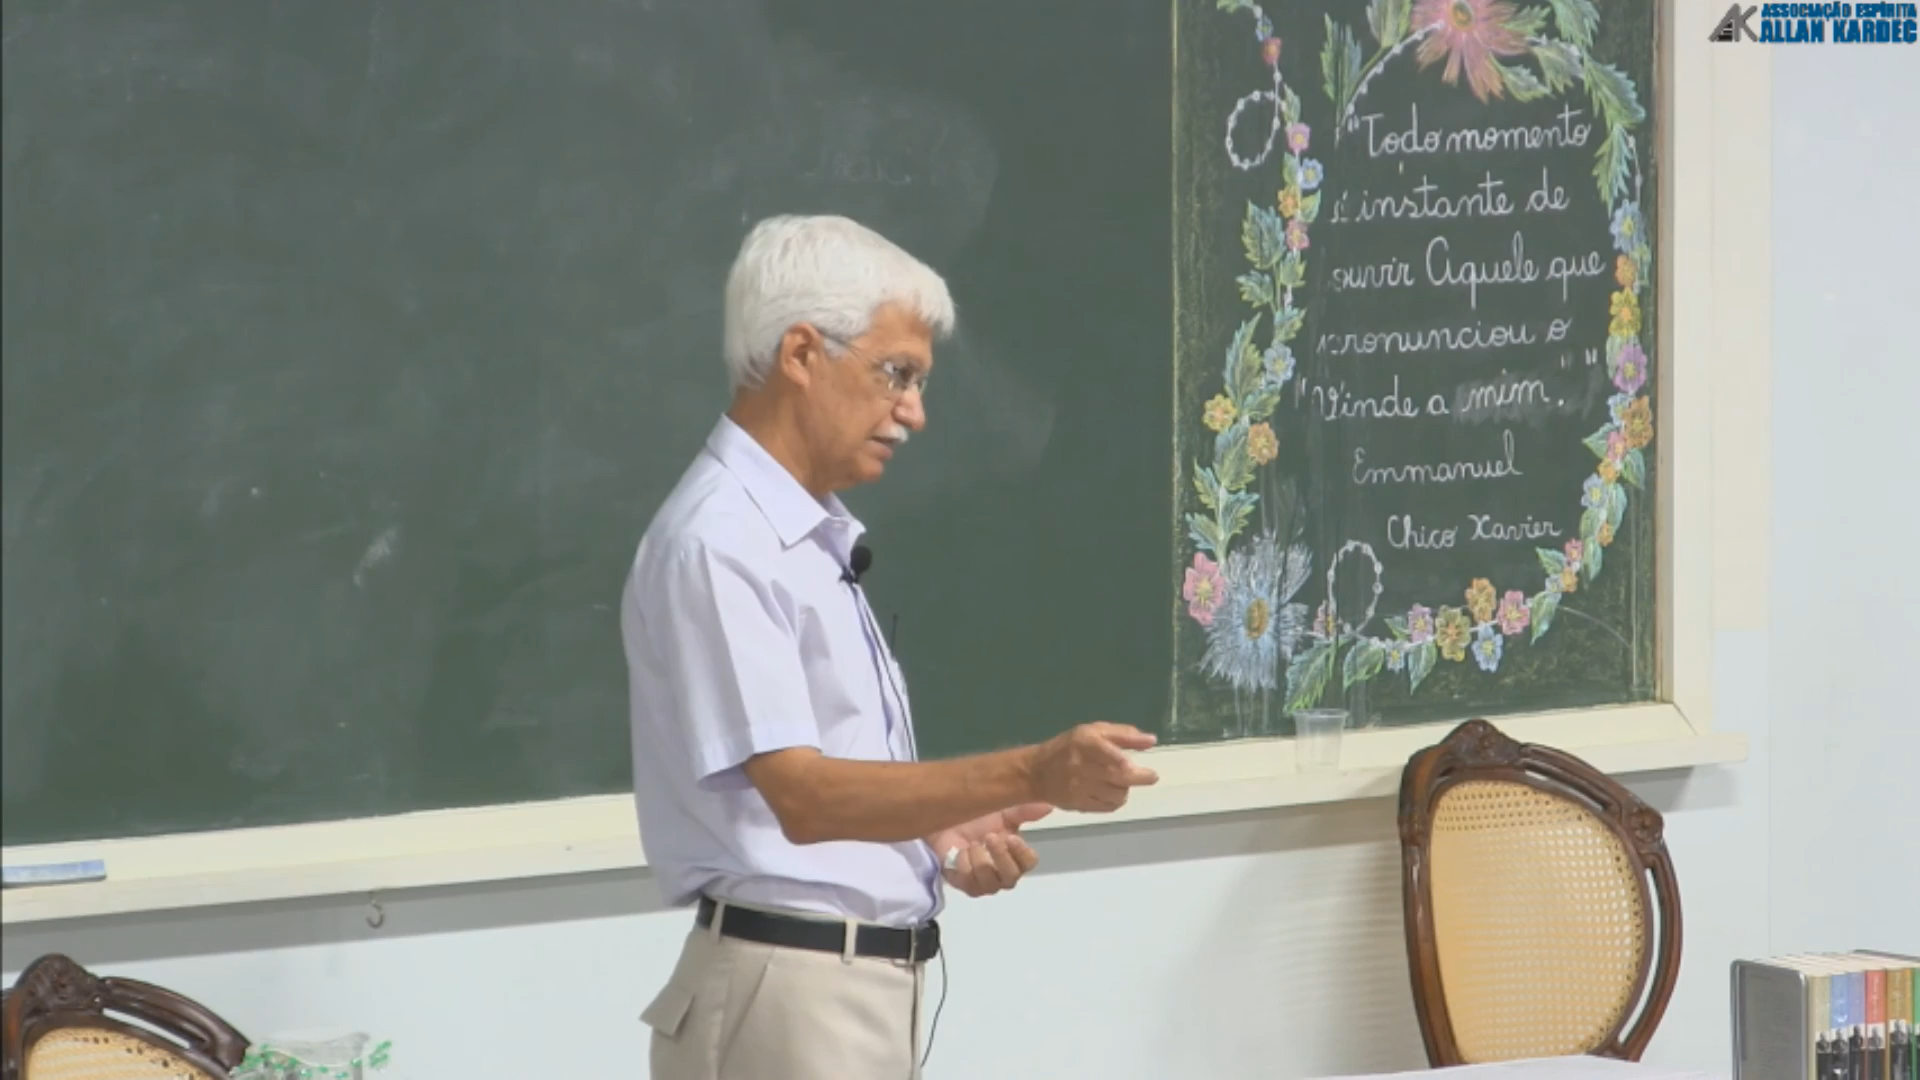 ASSOCIAÇÃO ESPÍRITA
ALLAN KARDEC
"Todo momento
é instante de
ouvir Aquele que
pronunciou o
"Vinde a mim." "
Emmanuel
Chico Xavier